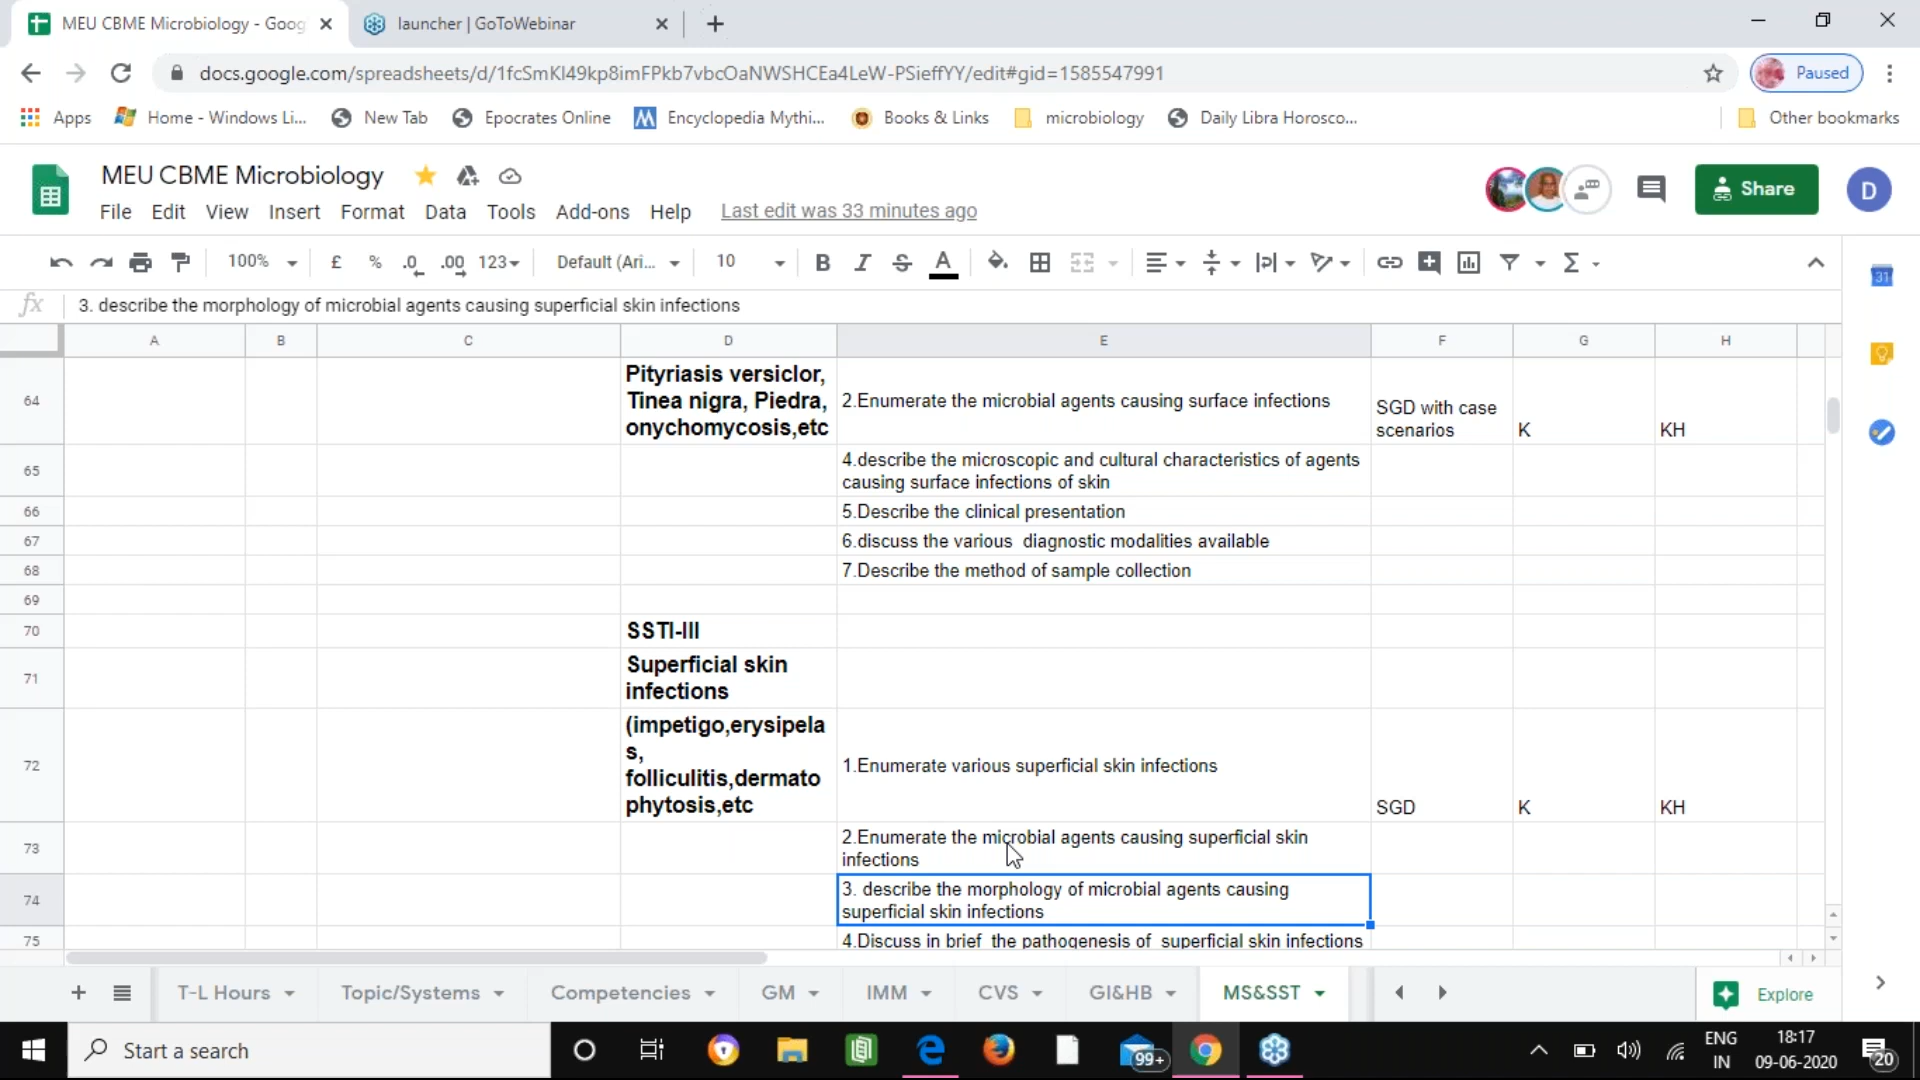 MEU CBME Microbiology - Goog
launcher | GoToWebinar
docs.google.com/spreadsheets/d/1fcSmKl49kp8imFPkb7vbcOaNWSHCEa4LeW-PSieffYY/edit#gid=1585547991
Paused
Apps
Home - Windows Li...
New Tab
Epocrates Online
Encyclopedia Mythi...
Books & Links
microbiology
Daily Libra Horosco...
Other bookmarks
MEU CBME Microbiology
Share
D
File Edit View Insert Format Data Tools Add-ons Help Last edit was 33 minutes ago
100% £ % .0 .00 123 Default (Ari... 10 B I S A Σ
31
fx 3. describe the morphology of microbial agents causing superficial skin infections
A B C D E F G H
64
Pityriasis versiclor,
Tinea nigra, Piedra,
onychomycosis,etc
2.Enumerate the microbial agents causing surface infections
SGD with case
scenarios
K
KH
65
4.describe the microscopic and cultural characteristics of agents
causing surface infections of skin
66
5.Describe the clinical presentation
67
6.discuss the various  diagnostic modalities available
68
7.Describe the method of sample collection
69
70
SSTI-III
71
Superficial skin
infections
72
(impetigo,erysipela
s,
folliculitis,dermato
phytosis,etc
1.Enumerate various superficial skin infections
SGD
K
KH
73
2.Enumerate the microbial agents causing superficial skin
infections
74
3. describe the morphology of microbial agents causing
superficial skin infections
75
4.Discuss in brief  the pathogenesis of  superficial skin infections
T-L Hours
Topic/Systems
Competencies
GM
IMM
CVS
GI&HB
MS&SST
Explore
Start a search
99+
ENG
IN
18:17
09-06-2020
20